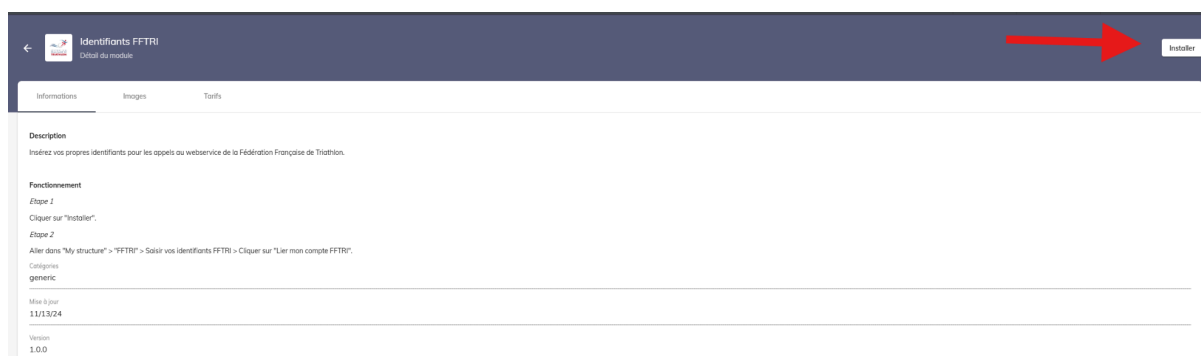 Identifiants FFTRI
Détail du module
Installer
Informations
Images
Tarifs
Description
Insérez vos propres identifiants pour les appels au webservice de la Fédération Française de Triathlon.
Fonctionnement
Etape 1
Cliquer sur "Installer".
Etape 2
Aller dans "My structure" > "FFTRI" > Saisir vos identifiants FFTRI > Cliquer sur "Lier mon compte FFTRI".
Catégories
generic
Mise à jour
11/13/24
Version
1.0.0